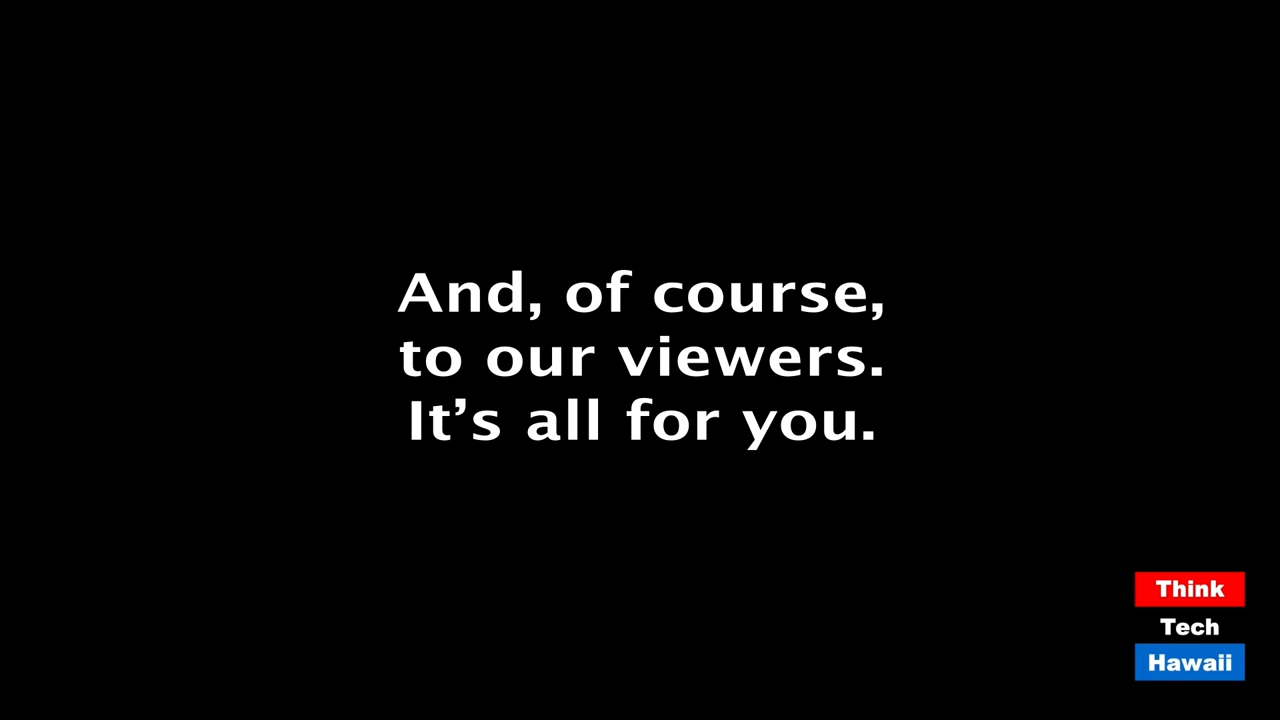 And, of course,
to our viewers.
It’s all for you.
Think
Tech
Hawaii